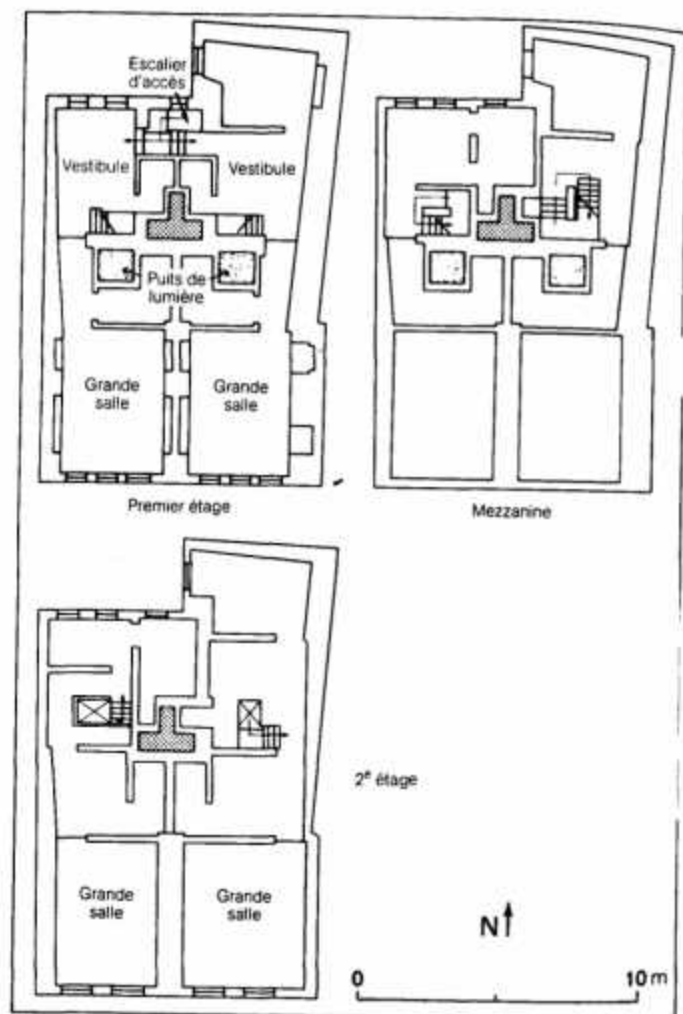 Escalier
d'accès
Vestibule
Vestibule
Puits de
lumière
Grande
salle
Grande
salle
Premier étage
Mezzanine
2e étage
Grande
salle
Grande
salle
N
0
10 m